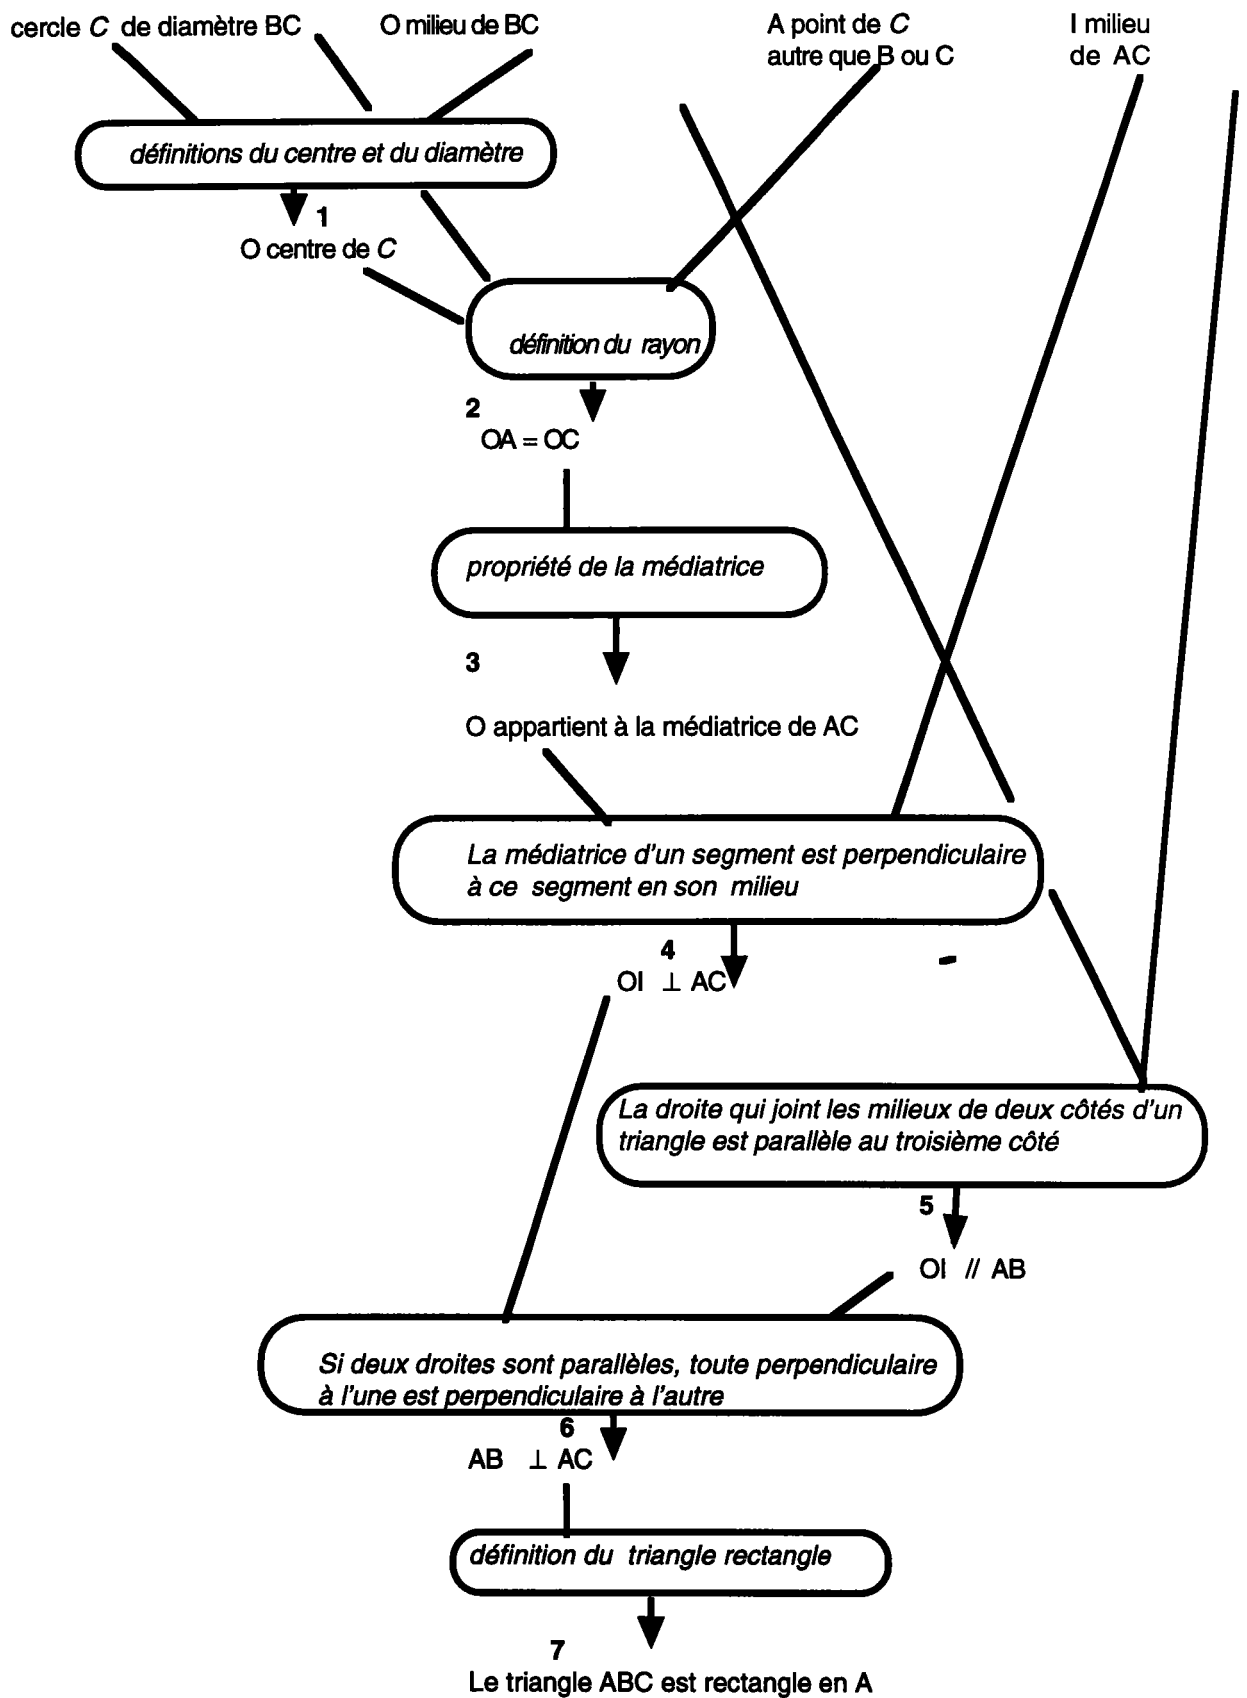 cercle C de diamètre BC
O milieu de BC
A point de C
autre que B ou C
I milieu
de AC
définitions du centre et du diamètre
1
O centre de C
définition du rayon
2
OA = OC
propriété de la médiatrice
3
O appartient à la médiatrice de AC
La médiatrice d'un segment est perpendiculaire
à ce segment en son milieu
4
OI ⊥ AC
La droite qui joint les milieux de deux côtés d'un
triangle est parallèle au troisième côté
5
OI // AB
Si deux droites sont parallèles, toute perpendiculaire
à l'une est perpendiculaire à l'autre
6
AB ⊥ AC
définition du triangle rectangle
7
Le triangle ABC est rectangle en A